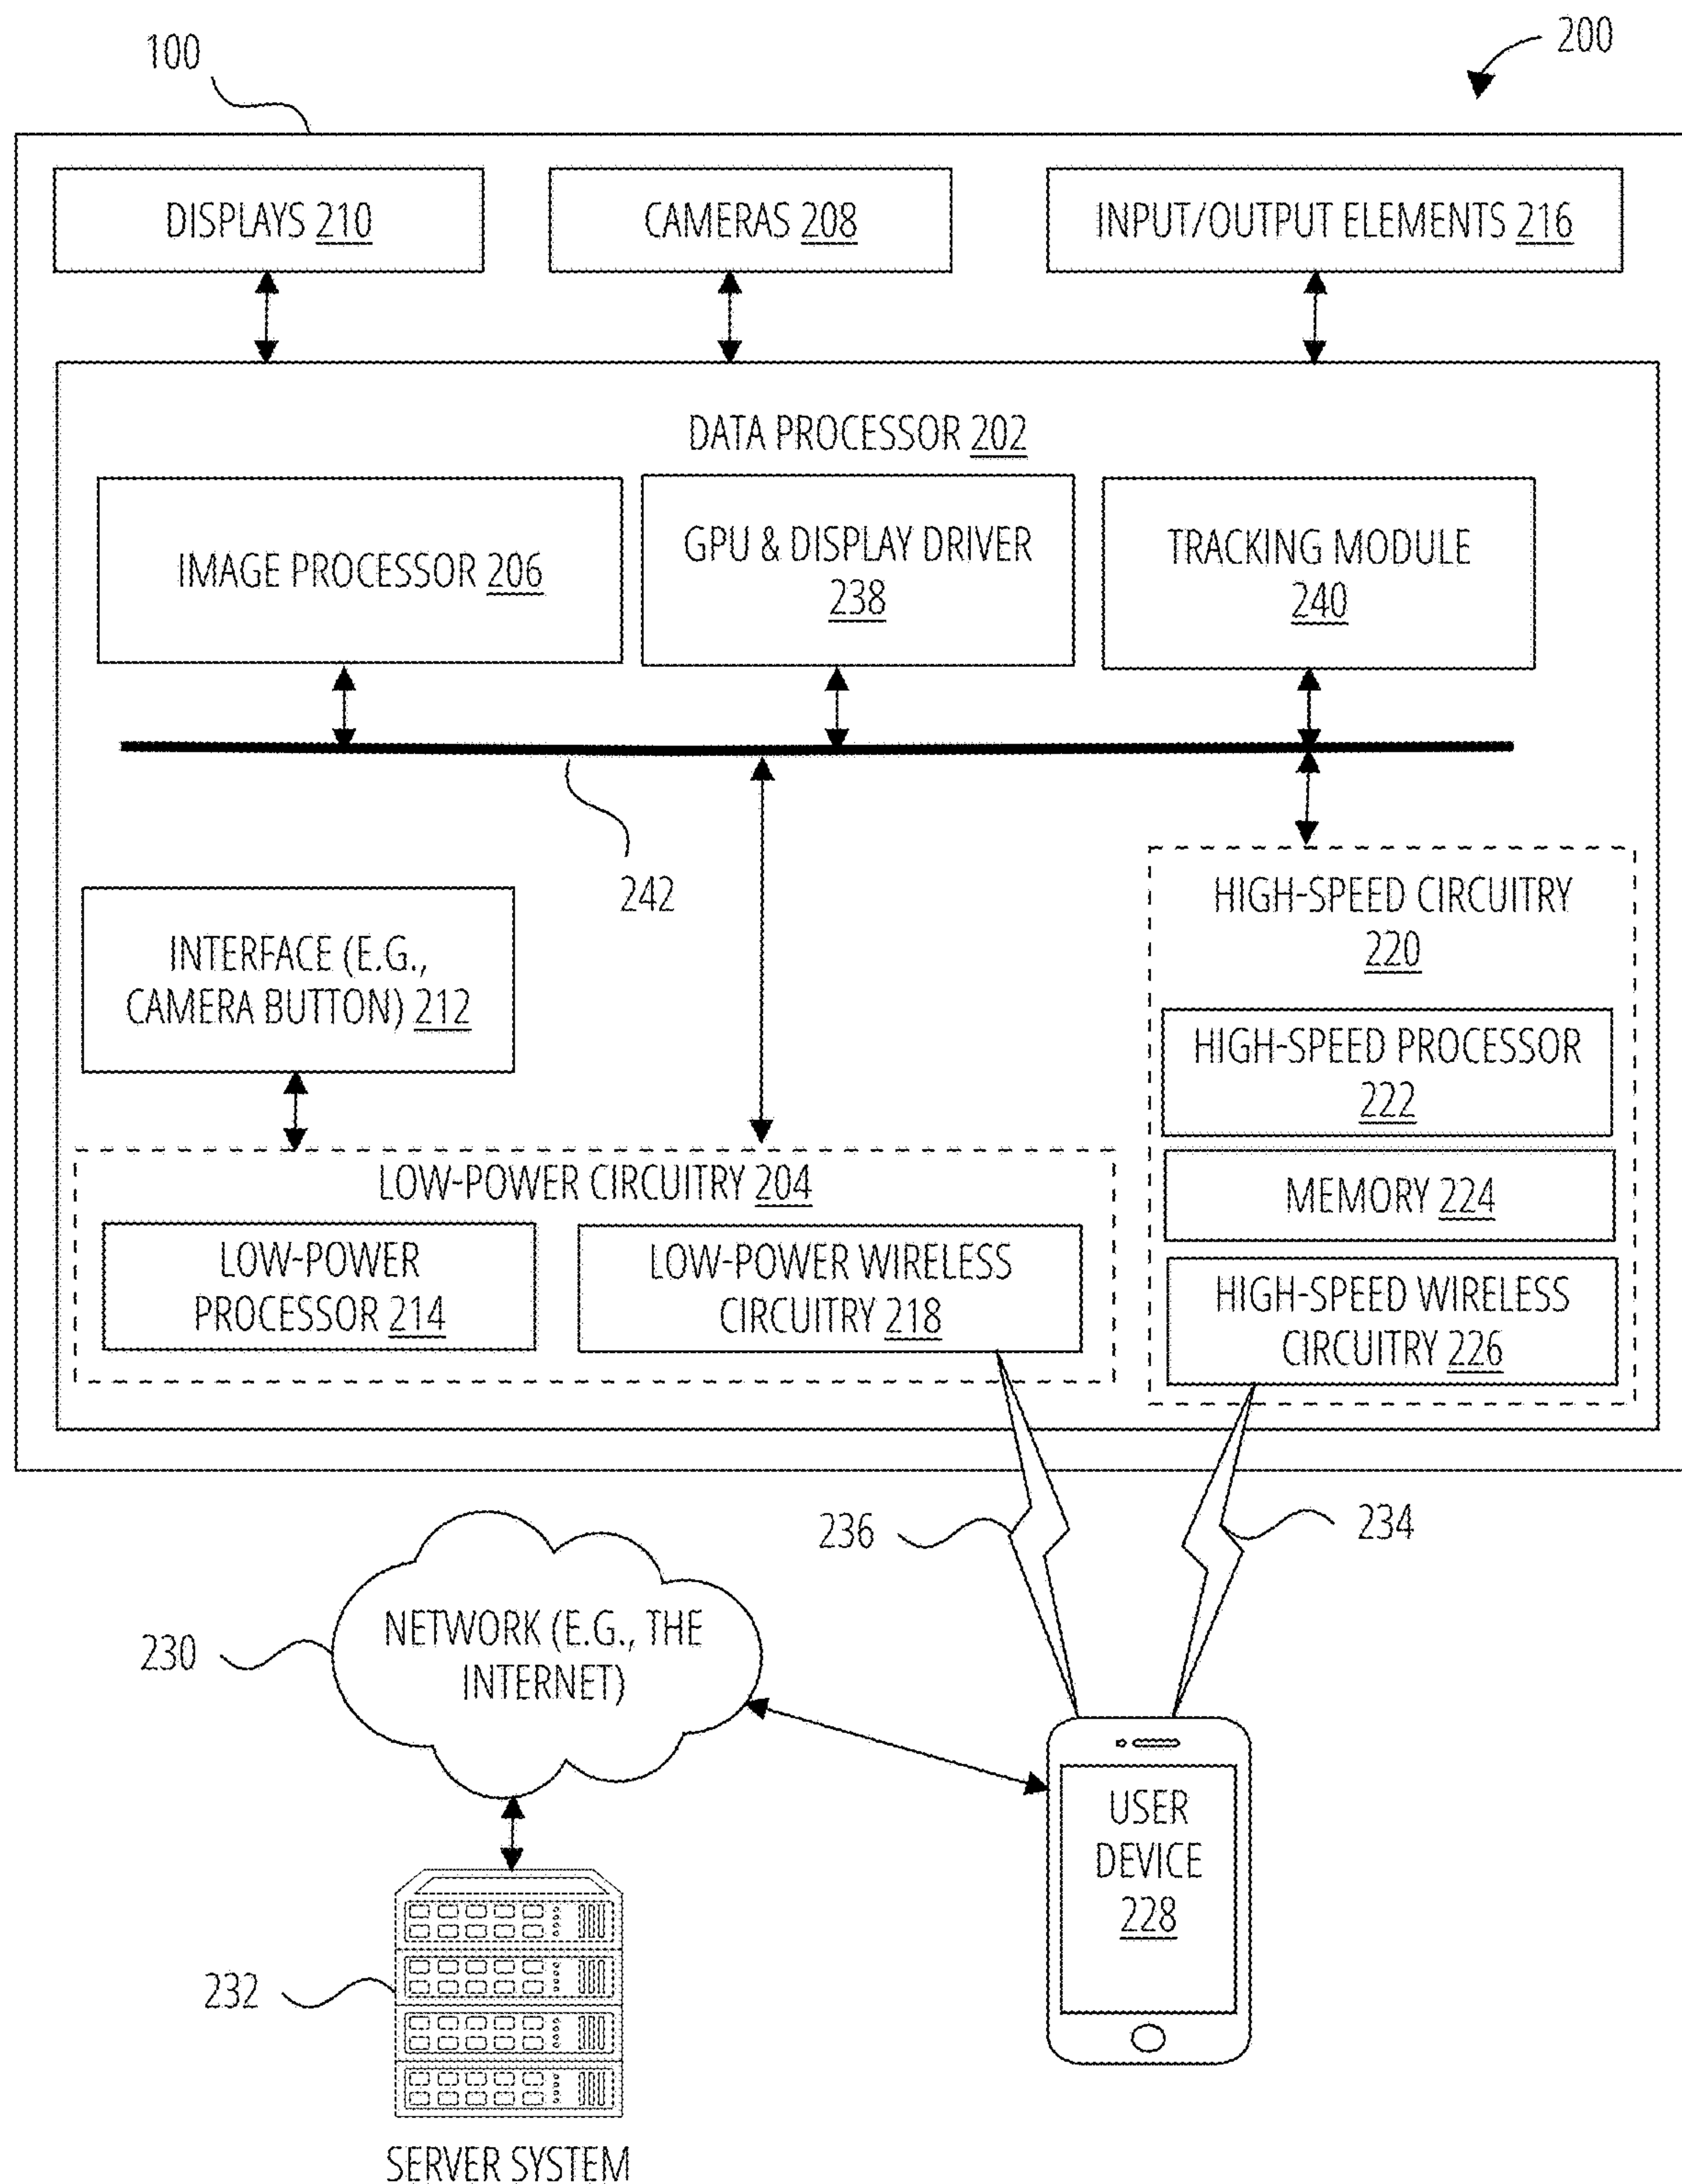 100
200
DISPLAYS 210
CAMERAS 208
INPUT/OUTPUT ELEMENTS 216
DATA PROCESSOR 202
IMAGE PROCESSOR 206
GPU & DISPLAY DRIVER
238
TRACKING MODULE
240
242
INTERFACE (E.G.,
CAMERA BUTTON) 212
HIGH-SPEED CIRCUITRY
220
HIGH-SPEED PROCESSOR
222
MEMORY 224
HIGH-SPEED WIRELESS
CIRCUITRY 226
LOW-POWER CIRCUITRY 204
LOW-POWER
PROCESSOR 214
LOW-POWER WIRELESS
CIRCUITRY 218
236
234
230
NETWORK (E.G., THE
INTERNET)
USER
DEVICE
228
232
SERVER SYSTEM